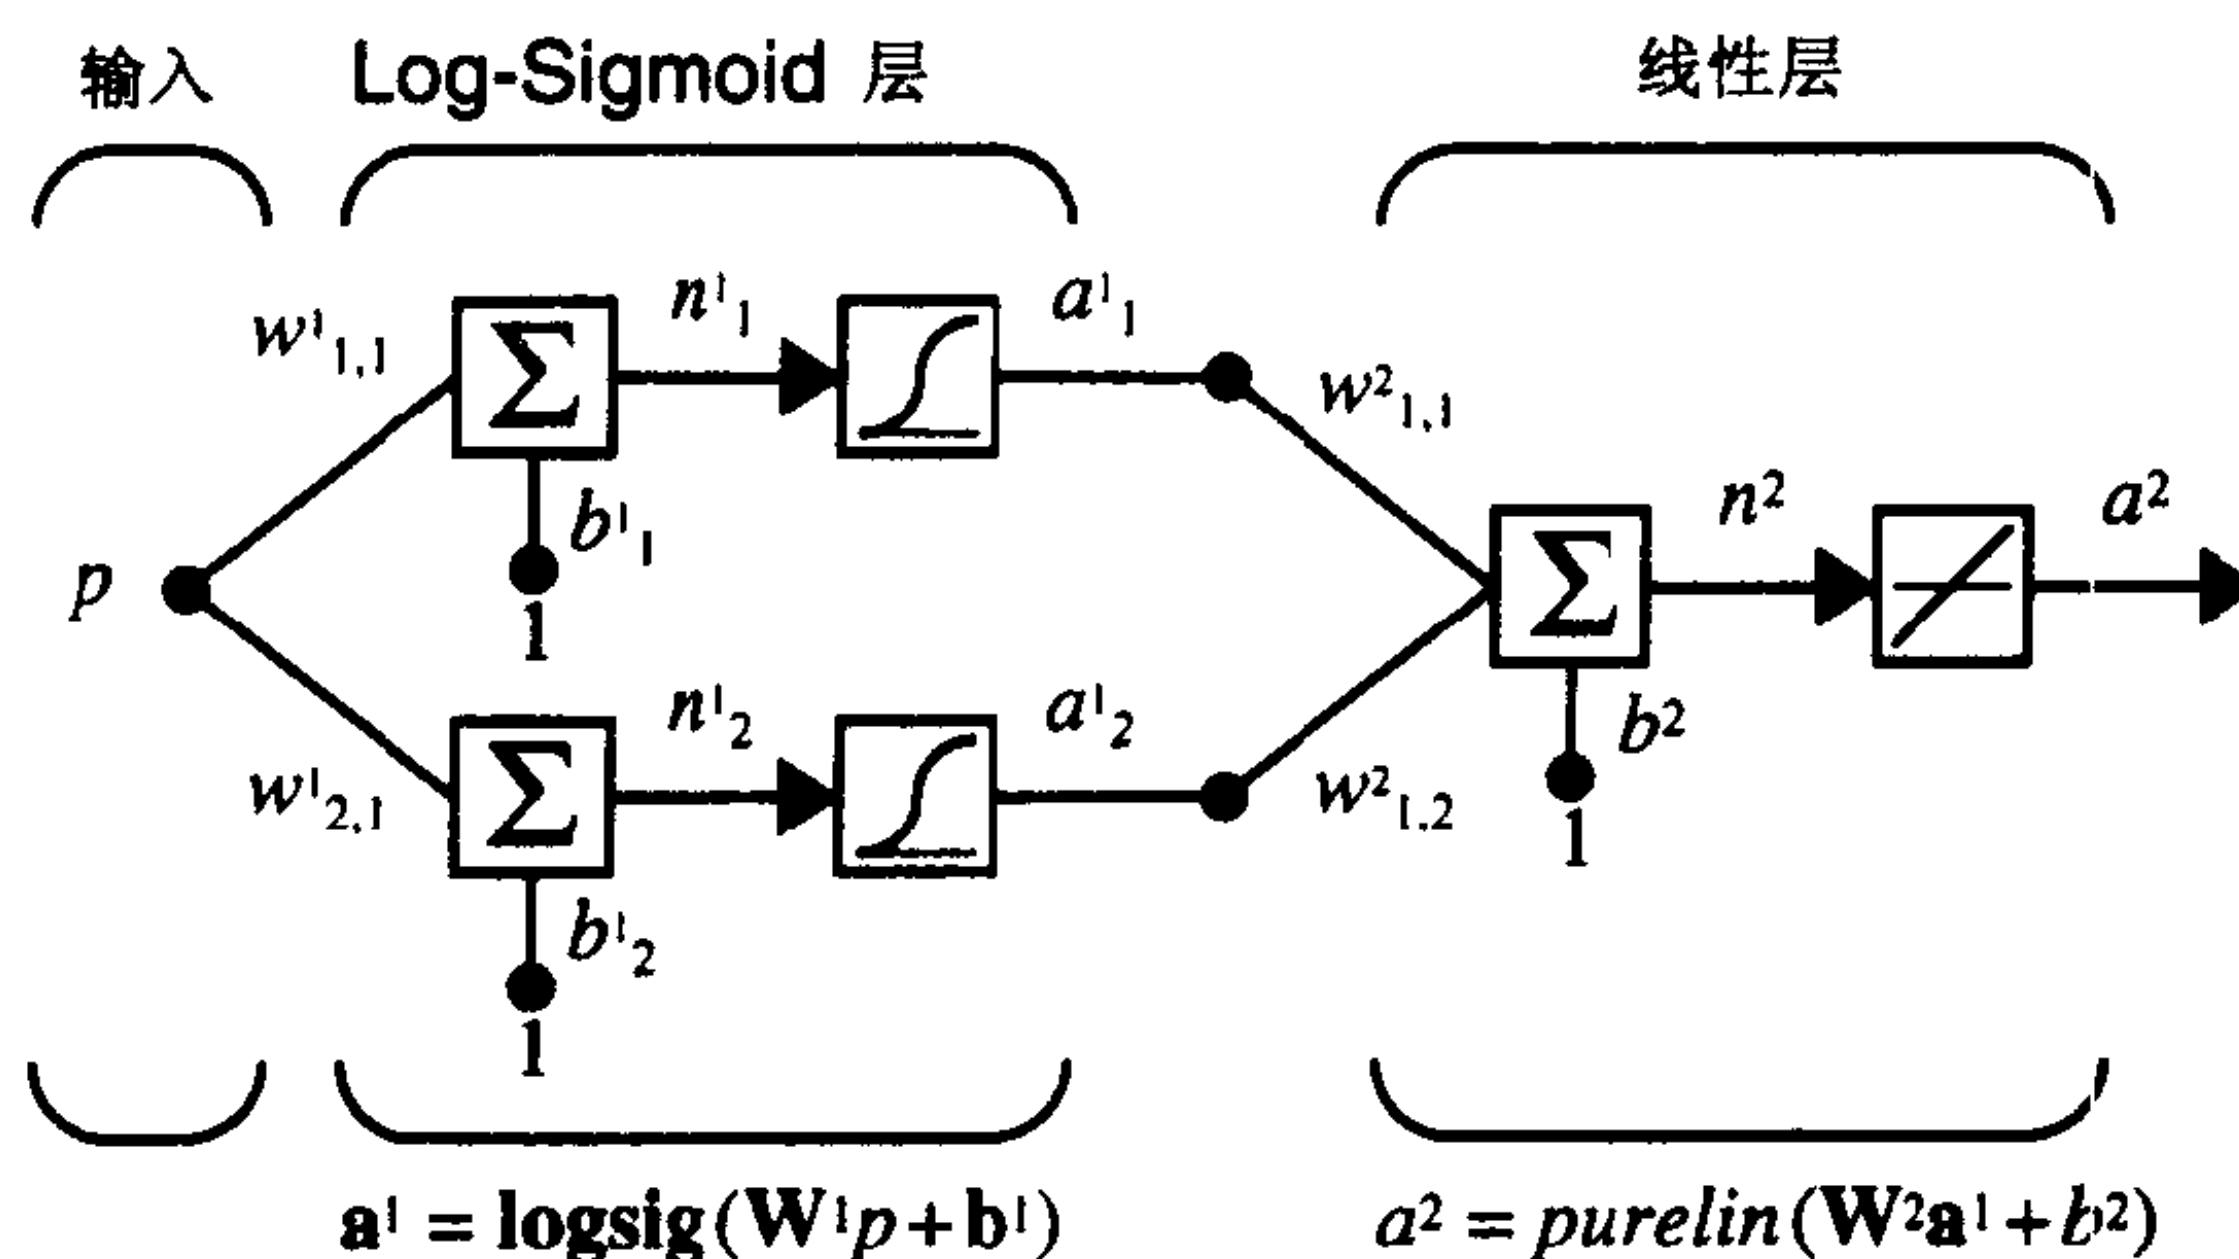 输入 Log-Sigmoid 层 线性层
w¹₁,₁ Σ n¹₁ a¹₁ w²₁,₁
b¹₁
1
p
Σ n² a²
b²
1
w¹₂,₁ Σ n¹₂ a¹₂ w²₁,₂
b¹₂
1
a¹ = logsig(W¹p+b¹) a² = purelin(W²a¹+b²)